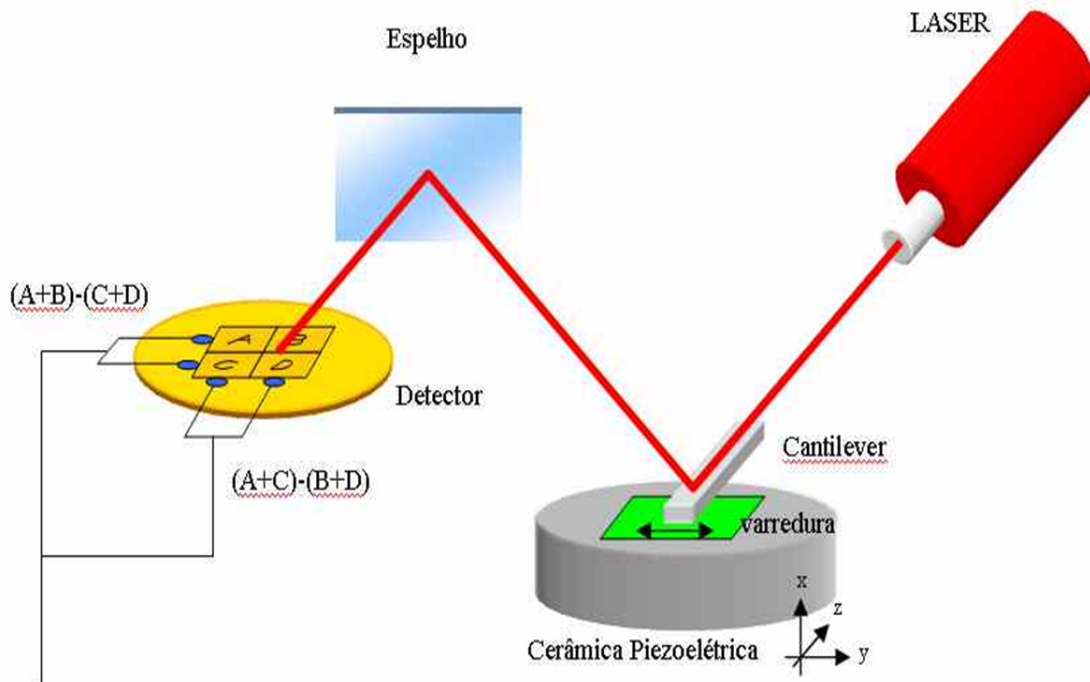 Espelho
LASER
(A+B)-(C+D)
A B
C D
Detector
Cantilever
(A+C)-(B+D)
varredura
x
z
y
Cerâmica Piezoelétrica